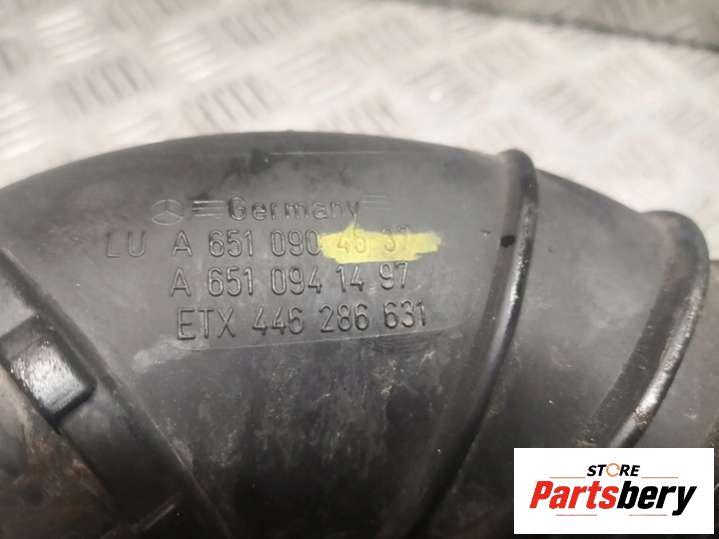 Germany
LU A 651 090 46 37
A 651 094 14 97
ETX 446 286 631
STORE
Partsbery